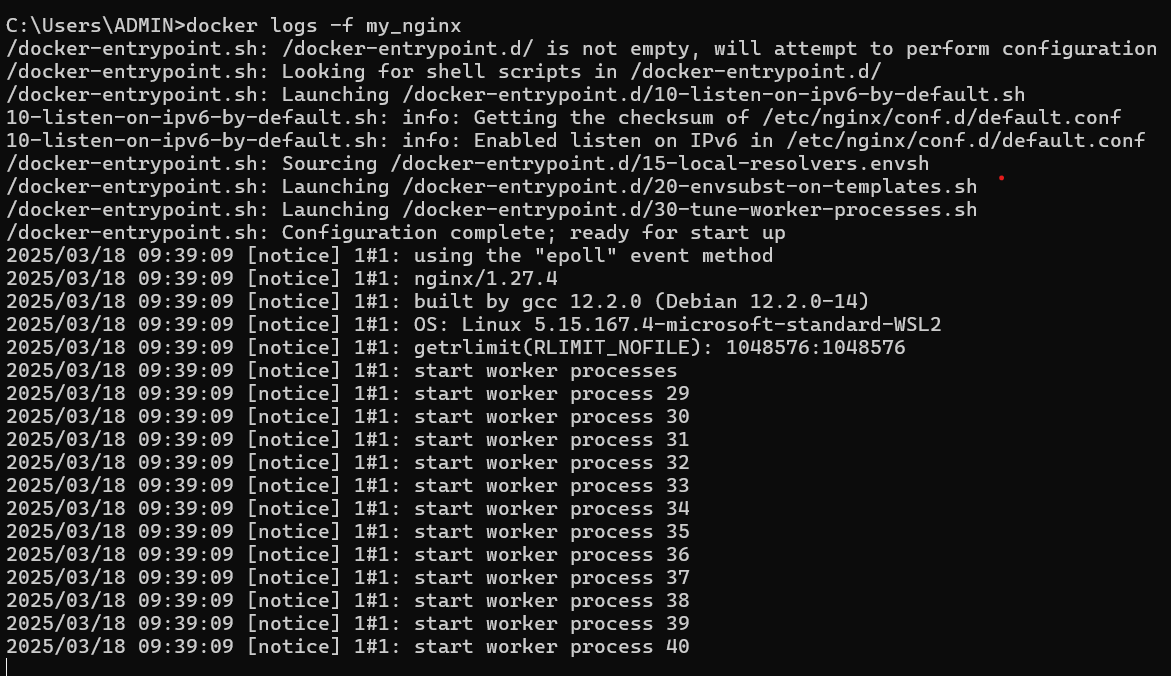 C:\Users\ADMIN>docker logs -f my_nginx
/docker-entrypoint.sh: /docker-entrypoint.d/ is not empty, will attempt to perform configuration
/docker-entrypoint.sh: Looking for shell scripts in /docker-entrypoint.d/
/docker-entrypoint.sh: Launching /docker-entrypoint.d/10-listen-on-ipv6-by-default.sh
10-listen-on-ipv6-by-default.sh: info: Getting the checksum of /etc/nginx/conf.d/default.conf
10-listen-on-ipv6-by-default.sh: info: Enabled listen on IPv6 in /etc/nginx/conf.d/default.conf
/docker-entrypoint.sh: Sourcing /docker-entrypoint.d/15-local-resolvers.envsh
/docker-entrypoint.sh: Launching /docker-entrypoint.d/20-envsubst-on-templates.sh
/docker-entrypoint.sh: Launching /docker-entrypoint.d/30-tune-worker-processes.sh
/docker-entrypoint.sh: Configuration complete; ready for start up
2025/03/18 09:39:09 [notice] 1#1: using the "epoll" event method
2025/03/18 09:39:09 [notice] 1#1: nginx/1.27.4
2025/03/18 09:39:09 [notice] 1#1: built by gcc 12.2.0 (Debian 12.2.0-14)
2025/03/18 09:39:09 [notice] 1#1: OS: Linux 5.15.167.4-microsoft-standard-WSL2
2025/03/18 09:39:09 [notice] 1#1: getrlimit(RLIMIT_NOFILE): 1048576:1048576
2025/03/18 09:39:09 [notice] 1#1: start worker processes
2025/03/18 09:39:09 [notice] 1#1: start worker process 29
2025/03/18 09:39:09 [notice] 1#1: start worker process 30
2025/03/18 09:39:09 [notice] 1#1: start worker process 31
2025/03/18 09:39:09 [notice] 1#1: start worker process 32
2025/03/18 09:39:09 [notice] 1#1: start worker process 33
2025/03/18 09:39:09 [notice] 1#1: start worker process 34
2025/03/18 09:39:09 [notice] 1#1: start worker process 35
2025/03/18 09:39:09 [notice] 1#1: start worker process 36
2025/03/18 09:39:09 [notice] 1#1: start worker process 37
2025/03/18 09:39:09 [notice] 1#1: start worker process 38
2025/03/18 09:39:09 [notice] 1#1: start worker process 39
2025/03/18 09:39:09 [notice] 1#1: start worker process 40